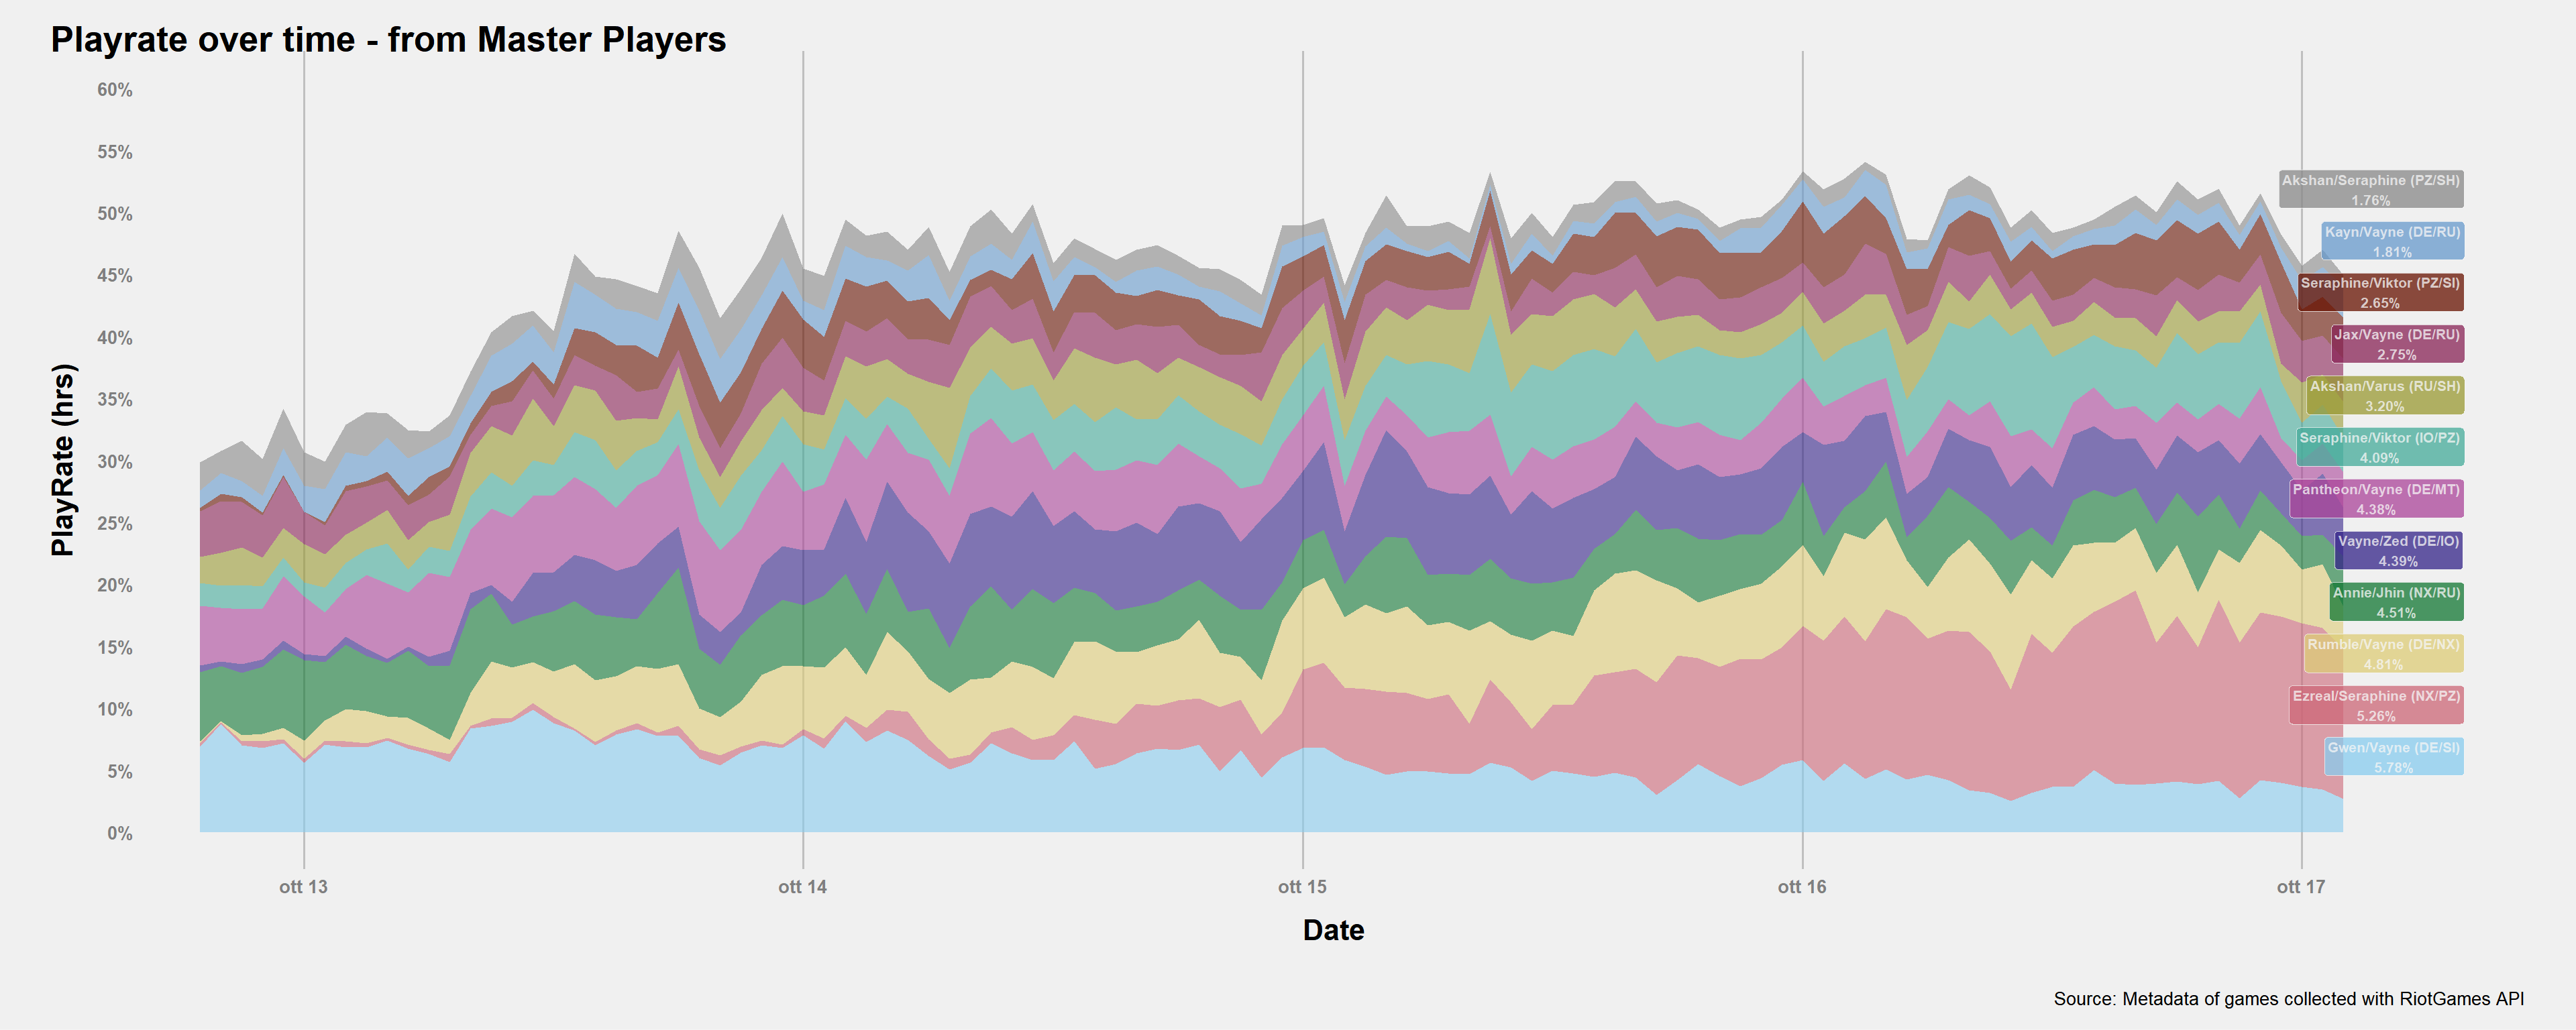 Playrate over time - from Master Players
60%
55%
50%
45%
40%
35%
30%
25%
20%
15%
10%
5%
0%
PlayRate (hrs)
Akshan/Seraphine (PZ/SH)
1.76%
Kayn/Vayne (DE/RU)
1.81%
Seraphine/Viktor (PZ/SI)
2.65%
Jax/Vayne (DE/RU)
2.75%
Akshan/Varus (RU/SH)
3.20%
Seraphine/Viktor (IO/PZ)
4.09%
Pantheon/Vayne (DE/MT)
4.38%
Vayne/Zed (DE/IO)
4.39%
Annie/Jhin (NX/RU)
4.51%
Rumble/Vayne (DE/NX)
4.81%
Ezreal/Seraphine (NX/PZ)
5.26%
Gwen/Vayne (DE/SI)
5.78%
ott 13
ott 14
ott 15
ott 16
ott 17
Date
Source: Metadata of games collected with RiotGames API